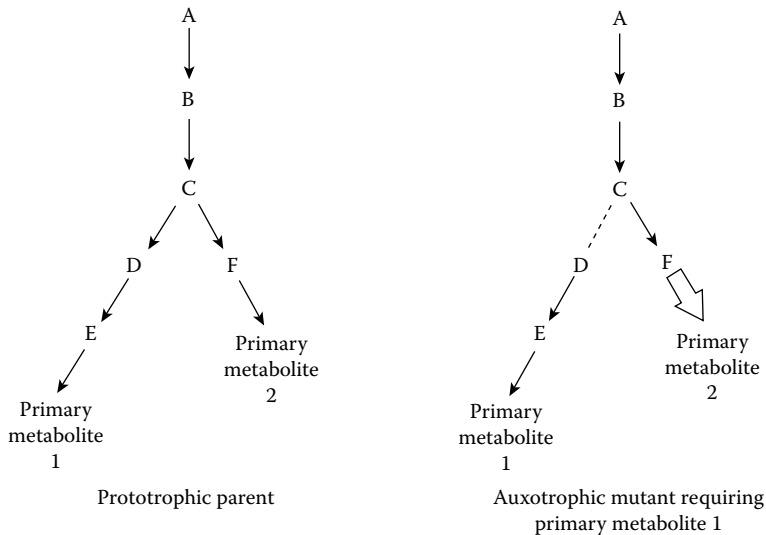 A
B
C
D
F
E
Primary
metabolite
2
Primary
metabolite
1
Prototrophic parent
A
B
C
D
F
E
Primary
metabolite
2
Primary
metabolite
1
Auxotrophic mutant requiring
primary metabolite 1